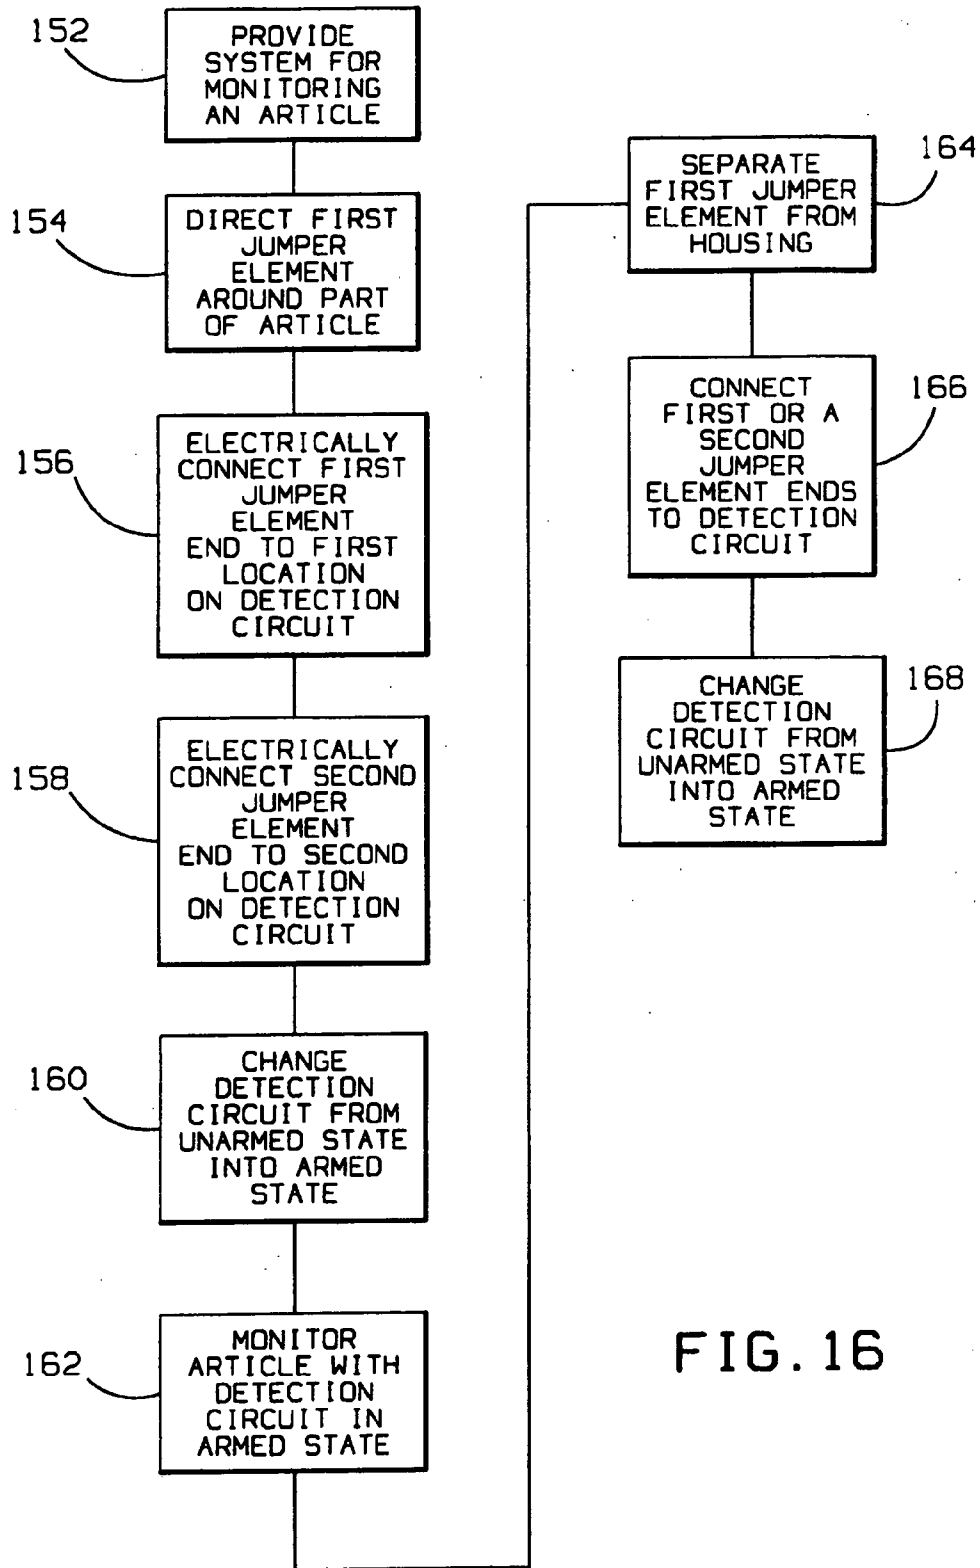 152
PROVIDE
SYSTEM FOR
MONITORING
AN ARTICLE
154
DIRECT FIRST
JUMPER
ELEMENT
AROUND PART
OF ARTICLE
156
ELECTRICALLY
CONNECT FIRST
JUMPER
ELEMENT
END TO FIRST
LOCATION
ON DETECTION
CIRCUIT
158
ELECTRICALLY
CONNECT SECOND
JUMPER
ELEMENT
END TO SECOND
LOCATION
ON DETECTION
CIRCUIT
160
CHANGE
DETECTION
CIRCUIT FROM
UNARMED STATE
INTO ARMED
STATE
162
MONITOR
ARTICLE WITH
DETECTION
CIRCUIT IN
ARMED STATE
164
SEPARATE
FIRST JUMPER
ELEMENT FROM
HOUSING
166
CONNECT
FIRST OR A
SECOND
JUMPER
ELEMENT ENDS
TO DETECTION
CIRCUIT
168
CHANGE
DETECTION
CIRCUIT FROM
UNARMED STATE
INTO ARMED
STATE
FIG. 16